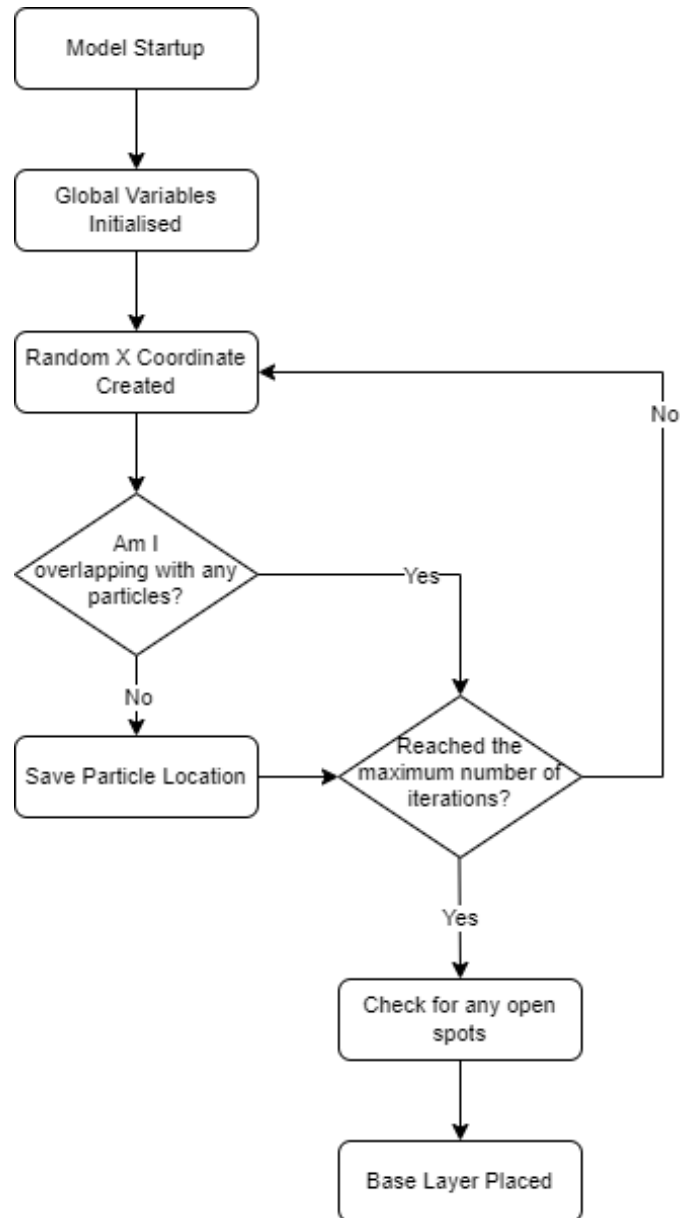 Model Startup
Global Variables
Initialised
Random X Coordinate
Created
No
Am I
overlapping with any
particles?
Yes
No
Save Particle Location
Reached the
maximum number of
iterations?
Yes
Check for any open
spots
Base Layer Placed